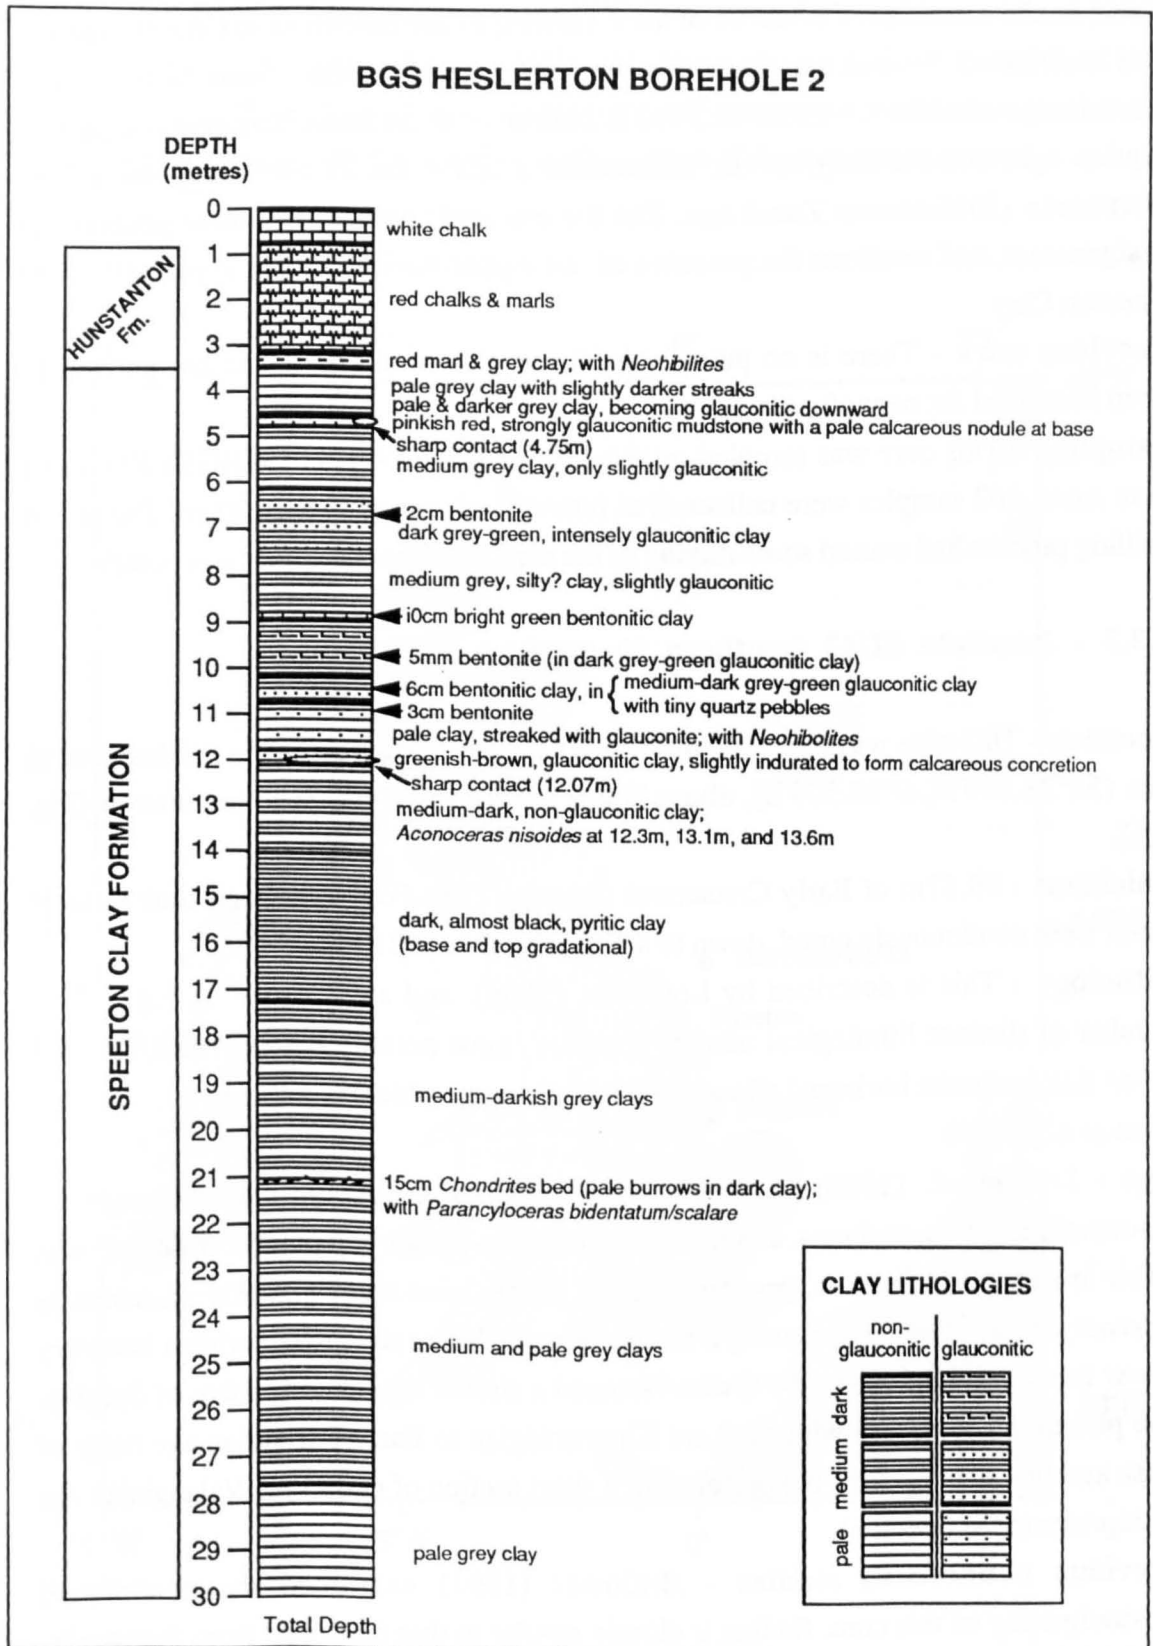 BGS HESLERTON BOREHOLE 2
DEPTH
(metres)
0
1
2
3
4
5
6
7
8
9
10
11
12
13
14
15
16
17
18
19
20
21
22
23
24
25
26
27
28
29
30
Total Depth
HUNSTANTON
Fm.
SPEETON CLAY FORMATION
white chalk
red chalks & marls
red marl & grey clay; with Neohibilites
pale grey clay with slightly darker streaks
pale & darker grey clay, becoming glauconitic downward
pinkish red, strongly glauconitic mudstone with a pale calcareous nodule at base
sharp contact (4.75m)
medium grey clay, only slightly glauconitic
2cm bentonite
dark grey-green, intensely glauconitic clay
medium grey, silty? clay, slightly glauconitic
i0cm bright green bentonitic clay
5mm bentonite (in dark grey-green glauconitic clay)
6cm bentonitic clay, in { medium-dark grey-green glauconitic clay
with tiny quartz pebbles
3cm bentonite
pale clay, streaked with glauconite; with Neohibolites
greenish-brown, glauconitic clay, slightly indurated to form calcareous concretion
sharp contact (12.07m)
medium-dark, non-glauconitic clay;
Aconoceras nisoides at 12.3m, 13.1m, and 13.6m
dark, almost black, pyritic clay
(base and top gradational)
medium-darkish grey clays
15cm Chondrites bed (pale burrows in dark clay);
with Parancyloceras bidentatum/scalare
medium and pale grey clays
pale grey clay
CLAY LITHOLOGIES
non-
glauconitic
glauconitic
dark
medium
pale